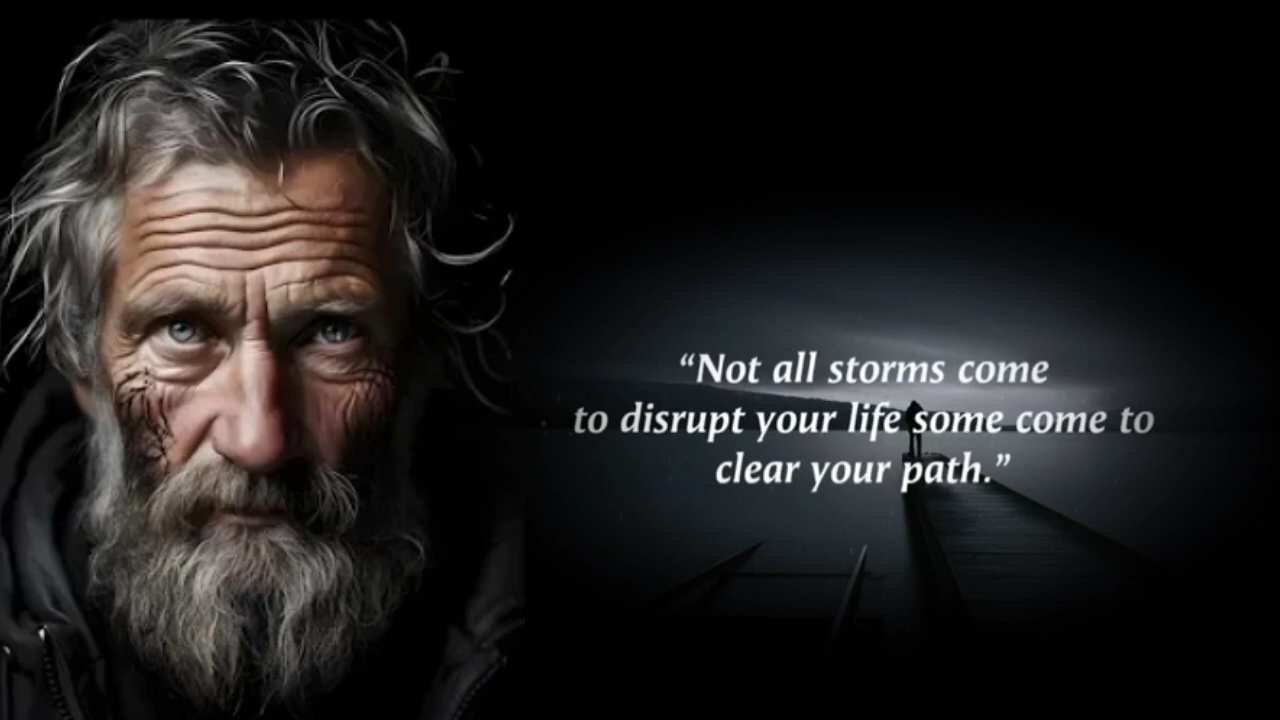 “Not all storms come
to disrupt your life some come to
clear your path.”